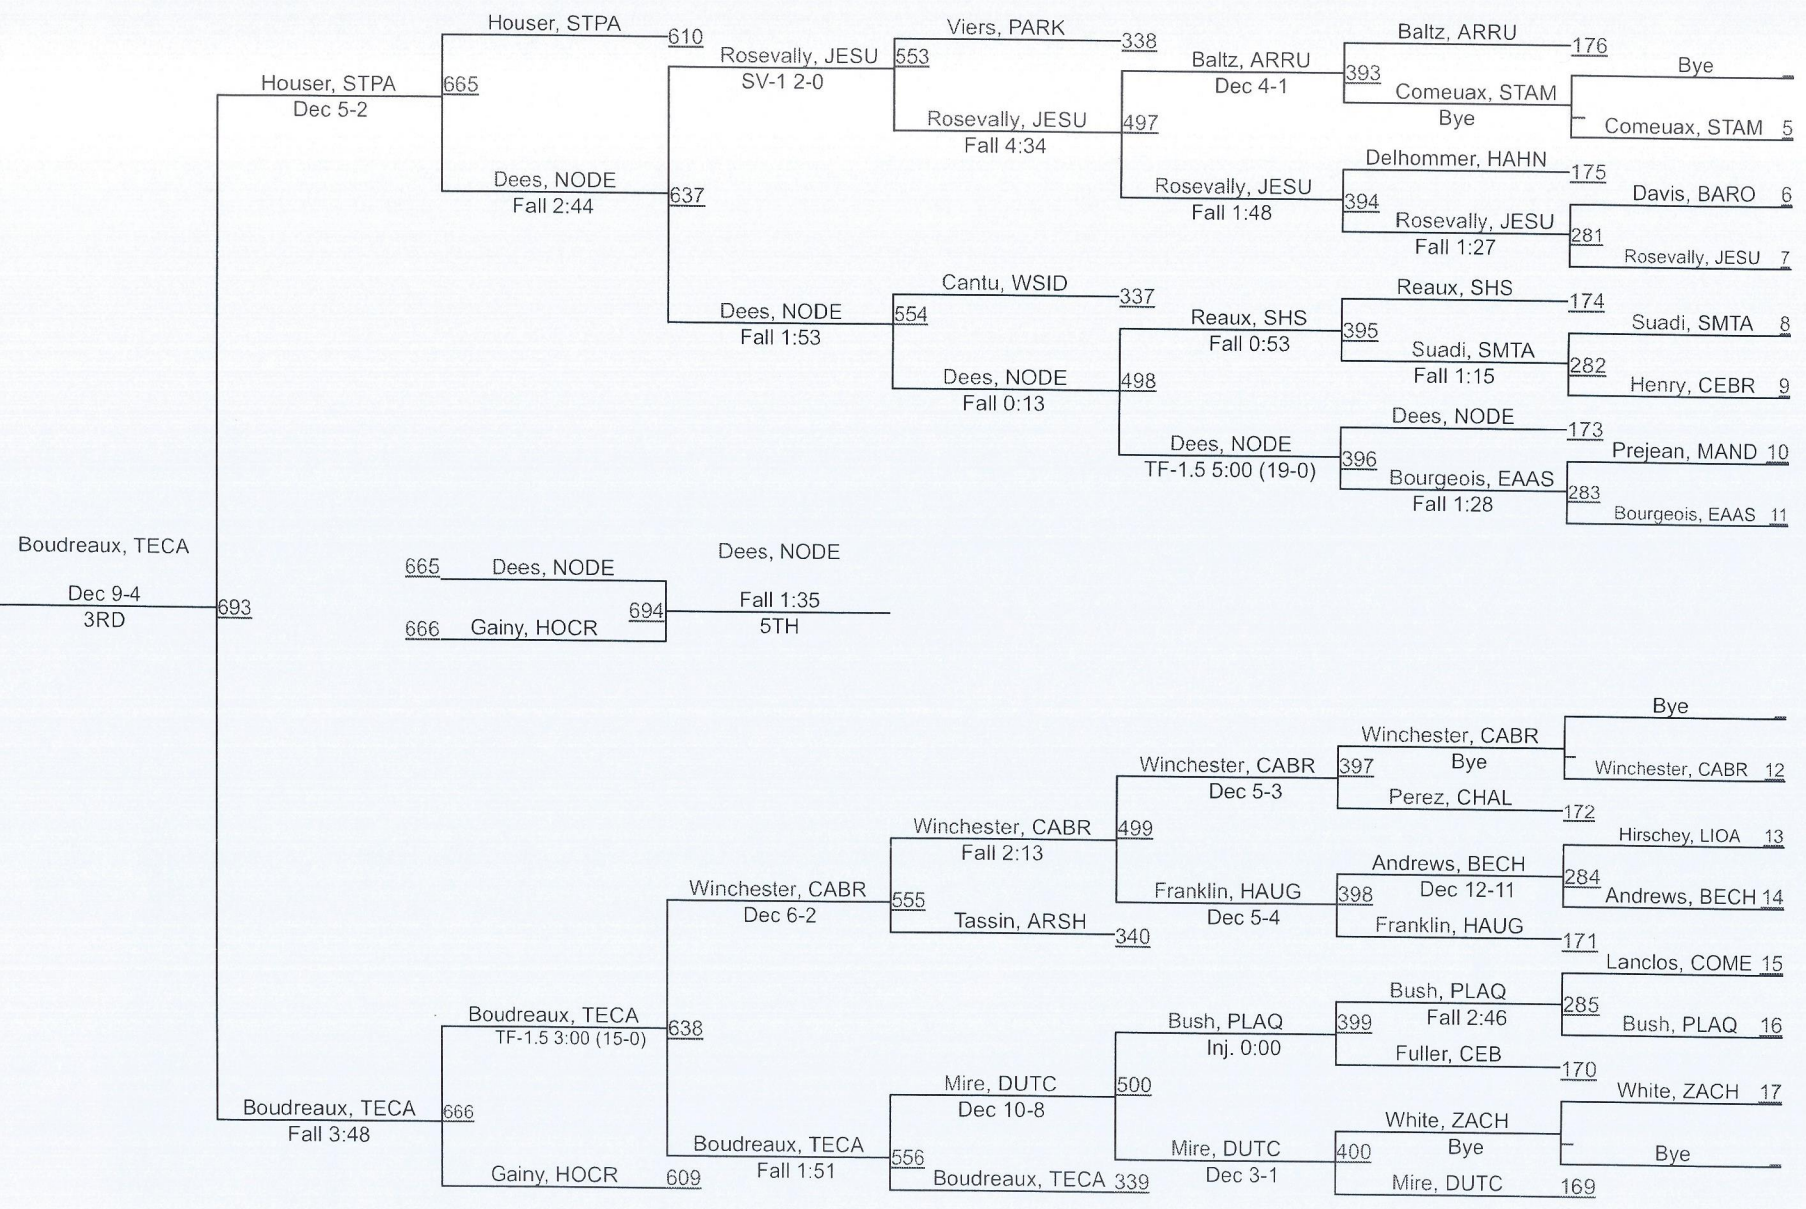 Houser, STPA
610
Viers, PARK
338
Baltz, ARRU
176
Bye
Houser, STPA
Dec 5-2
665
Rosevally, JESU
SV-1 2-0
553
Baltz, ARRU
Dec 4-1
393
Comeuax, STAM
Bye
Comeuax, STAM 5
Rosevally, JESU
Fall 4:34
497
Delhommer, HAHN
175
Dees, NODE
Fall 2:44
637
Rosevally, JESU
Fall 1:48
394
Davis, BARO 6
Rosevally, JESU
Fall 1:27
281
Rosevally, JESU 7
Cantu, WSID
337
Reaux, SHS
174
Dees, NODE
Fall 1:53
554
Reaux, SHS
Fall 0:53
395
Suadi, SMTA 8
Suadi, SMTA
Fall 1:15
282
Henry, CEBR 9
Dees, NODE
Fall 0:13
498
Dees, NODE
173
Dees, NODE
TF-1.5 5:00 (19-0)
396
Prejean, MAND 10
Bourgeois, EAAS
Fall 1:28
283
Bourgeois, EAAS 11
Boudreaux, TECA
Dec 9-4
3RD
693
665 Dees, NODE
666 Gainy, HOCR
694
Dees, NODE
Fall 1:35
5TH
Bye
Winchester, CABR
Bye
Winchester, CABR 12
Winchester, CABR
Dec 5-3
397
Perez, CHAL
172
Winchester, CABR
Fall 2:13
499
Hirschey, LIOA 13
Andrews, BECH
Dec 12-11
284
Andrews, BECH 14
Winchester, CABR
Dec 6-2
555
Franklin, HAUG
Dec 5-4
398
Franklin, HAUG
171
Tassin, ARSH
340
Lanclos, COME 15
Bush, PLAQ
Fall 2:46
285
Bush, PLAQ 16
Boudreaux, TECA
TF-1.5 3:00 (15-0)
638
Bush, PLAQ
Inj. 0:00
399
Fuller, CEB
170
Mire, DUTC
Dec 10-8
500
White, ZACH 17
Boudreaux, TECA
Fall 3:48
666
White, ZACH
Bye
Bye
Boudreaux, TECA
Fall 1:51
556
Mire, DUTC
Dec 3-1
400
Gainy, HOCR
609
Boudreaux, TECA 339
Mire, DUTC
169